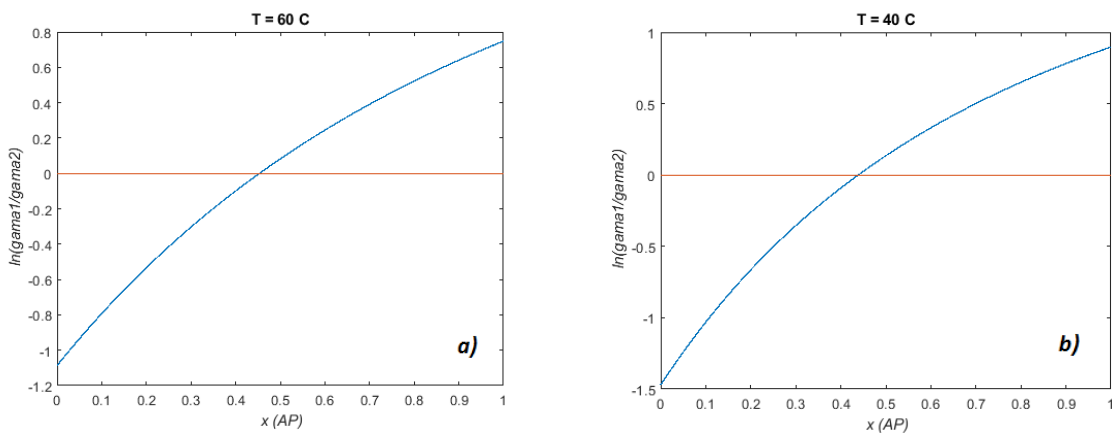 T = 60 C
0.8
0.6
0.4
0.2
0
-0.2
-0.4
-0.6
-0.8
-1
-1.2
ln(gama1/gama2)
0 0.1 0.2 0.3 0.4 0.5 0.6 0.7 0.8 0.9 1
x (AP)
a)
T = 40 C
1
0.5
0
-0.5
-1
-1.5
ln(gama1/gama2)
0 0.1 0.2 0.3 0.4 0.5 0.6 0.7 0.8 0.9 1
x (AP)
b)